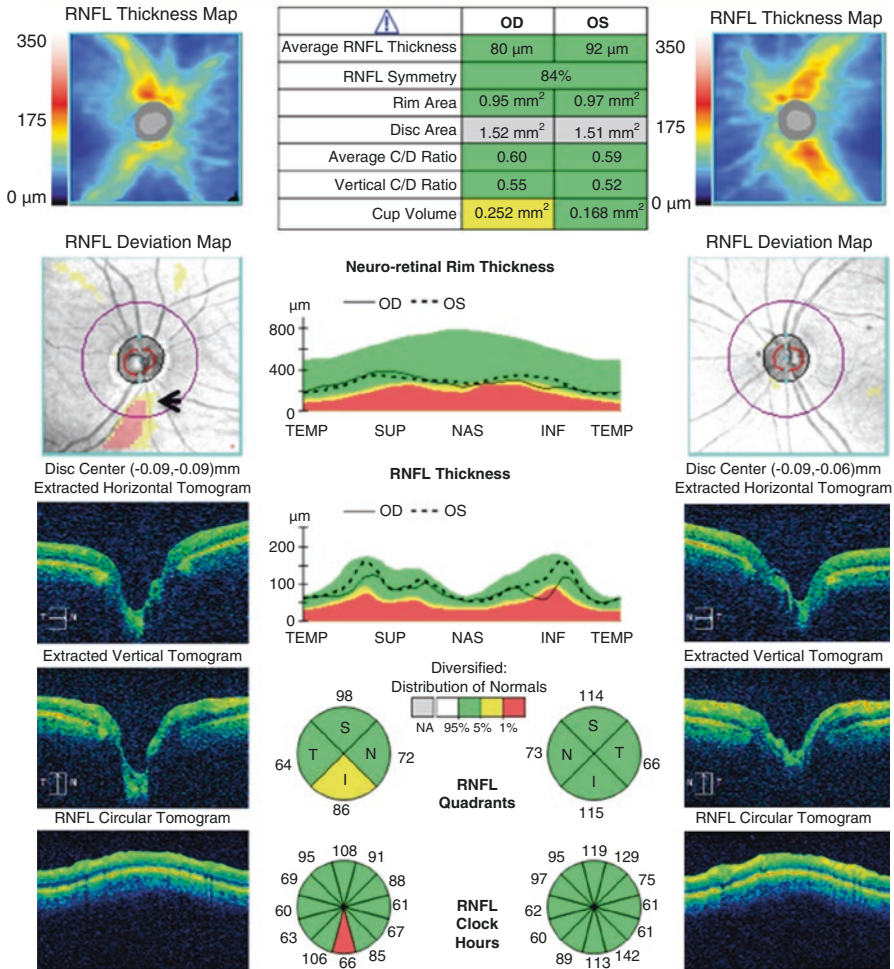 RNFL Thickness Map
350
175
0 µm
OD OS
Average RNFL Thickness 80 µm 92 µm
RNFL Symmetry 84%
Rim Area 0.95 mm² 0.97 mm²
Disc Area 1.52 mm² 1.51 mm²
Average C/D Ratio 0.60 0.59
Vertical C/D Ratio 0.55 0.52
Cup Volume 0.252 mm² 0.168 mm²
RNFL Thickness Map
350
175
0 µm
RNFL Deviation Map
Disc Center (-0.09,-0.09)mm
Neuro-retinal Rim Thickness
µm
OD OS
800
400
0
TEMP SUP NAS INF TEMP
RNFL Deviation Map
Disc Center (-0.09,-0.06)mm
Extracted Horizontal Tomogram
T N
RNFL Thickness
µm
OD OS
200
100
0
TEMP SUP NAS INF TEMP
Extracted Horizontal Tomogram
N T
Extracted Vertical Tomogram
I S
Diversified:
Distribution of Normals
NA 95% 5% 1%
98
S
64 T N 72
I
86
RNFL
Quadrants
114
S
73 N T 66
I
115
Extracted Vertical Tomogram
I S
RNFL Circular Tomogram
108
95 91
69 88
60 61
63 67
106 85
66
RNFL
Clock
Hours
119
95 129
97 75
62 61
60 61
89 142
113
RNFL Circular Tomogram